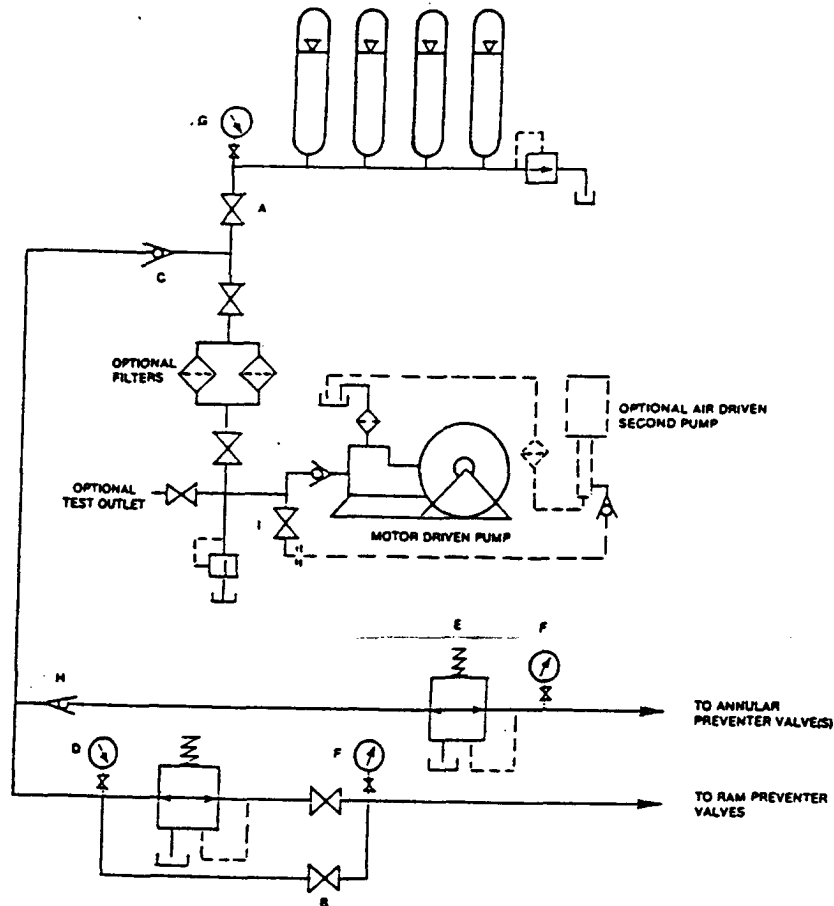 G
A
C
OPTIONAL
FILTERS
OPTIONAL AIR DRIVEN
SECOND PUMP
OPTIONAL
TEST OUTLET
I
MOTOR DRIVEN PUMP
E
F
H
TO ANNULAR
PREVENTER VALVE(S)
D
F
TO RAM PREVENTER
VALVES
B